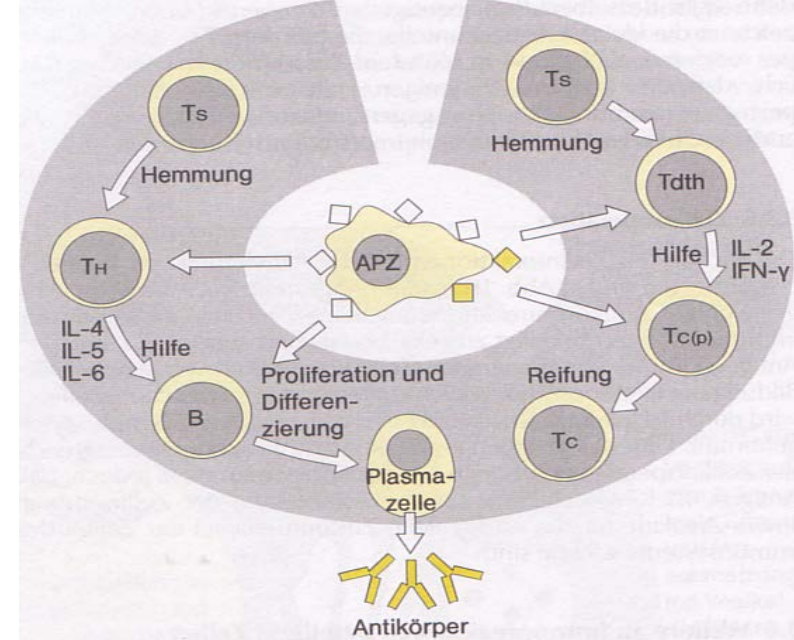 Ts
Hemmung
TH
IL-4
IL-5
IL-6
Hilfe
B
APZ
Proliferation und
Differen-
zierung
Plasma-
zelle
Antikörper
Ts
Hemmung
Tdth
Hilfe
IL-2
IFN-γ
Tc(p)
Reifung
Tc